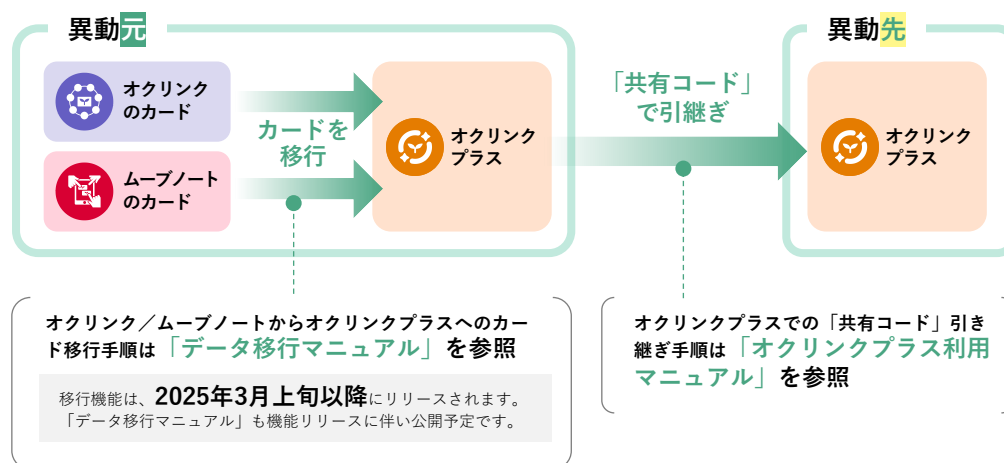 異動元
オクリンク
のカード
ムーブノート
のカード
カードを
移行
オクリンク
プラス
「共有コード」
で引継ぎ
異動先
オクリンク
プラス
オクリンク／ムーブノートからオクリンクプラスへのカー
ド移行手順は「データ移行マニュアル」を参照
移行機能は、2025年3月上旬以降にリリースされます。
「データ移行マニュアル」も機能リリースに伴い公開予定です。
オクリンクプラスでの「共有コード」引き
継ぎ手順は「オクリンクプラス利用
マニュアル」を参照